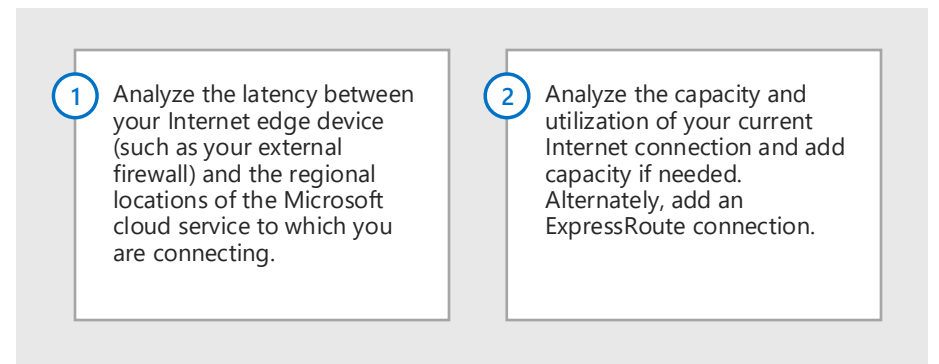 1
Analyze the latency between
your Internet edge device
(such as your external
firewall) and the regional
locations of the Microsoft
cloud service to which you
are connecting.
2
Analyze the capacity and
utilization of your current
Internet connection and add
capacity if needed.
Alternately, add an
ExpressRoute connection.